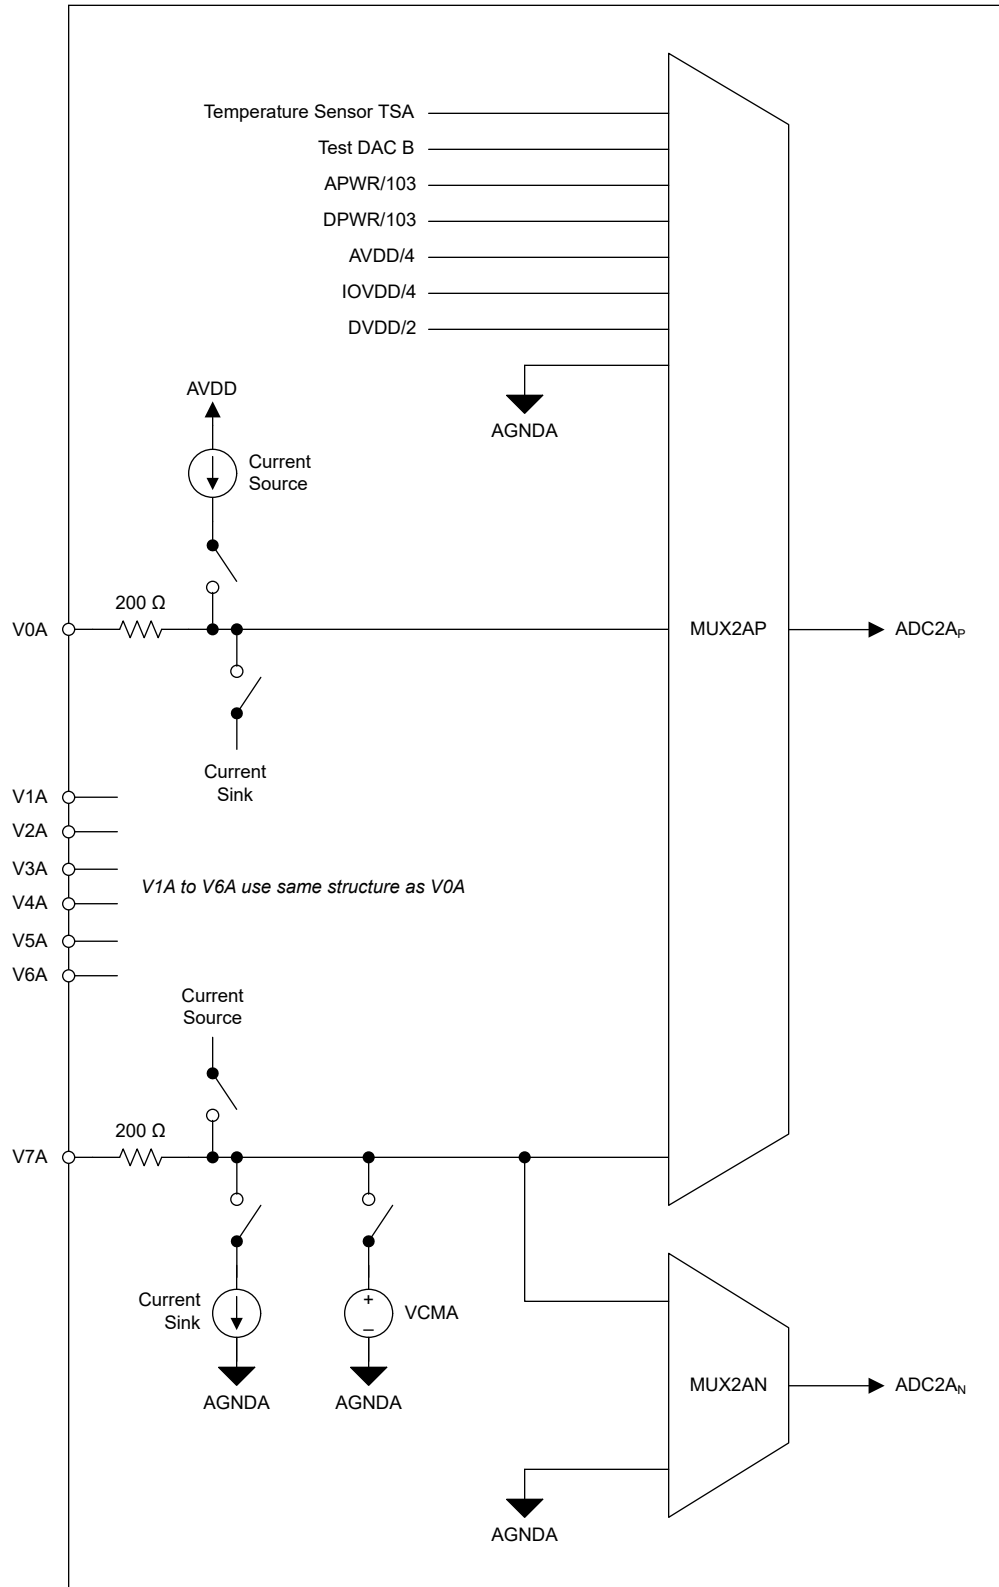 Temperature Sensor TSA
Test DAC B
APWR/103
DPWR/103
AVDD/4
IOVDD/4
DVDD/2
AGNDA
AVDD
Current
Source
200 Ω
V0A
MUX2AP
ADC2AP
Current
Sink
V1A
V2A
V3A
V4A
V5A
V6A
V1A to V6A use same structure as V0A
Current
Source
200 Ω
V7A
Current
Sink
+
–
VCMA
AGNDA
AGNDA
MUX2AN
ADC2AN
AGNDA